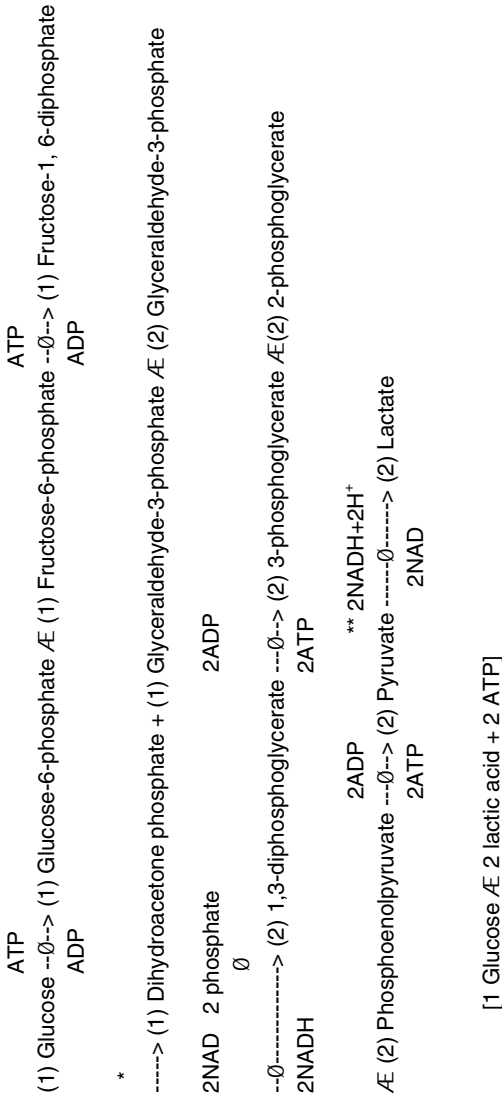 ATP ATP
(1) Glucose --Ø--> (1) Glucose-6-phosphate Æ (1) Fructose-6-phosphate --Ø--> (1) Fructose-1, 6-diphosphate
ADP ADP
*
-----> (1) Dihydroacetone phosphate + (1) Glyceraldehyde-3-phosphate Æ (2) Glyceraldehyde-3-phosphate
2NAD 2 phosphate 2ADP
Ø
--Ø-------------> (2) 1,3-diphosphoglycerate ---Ø--> (2) 3-phosphoglycerate Æ(2) 2-phosphoglycerate
2NADH 2ATP
2ADP ** 2NADH+2H⁺
Æ (2) Phosphoenolpyruvate ---Ø--> (2) Pyruvate ------Ø------> (2) Lactate
2ATP 2NAD
[1 Glucose Æ 2 lactic acid + 2 ATP]